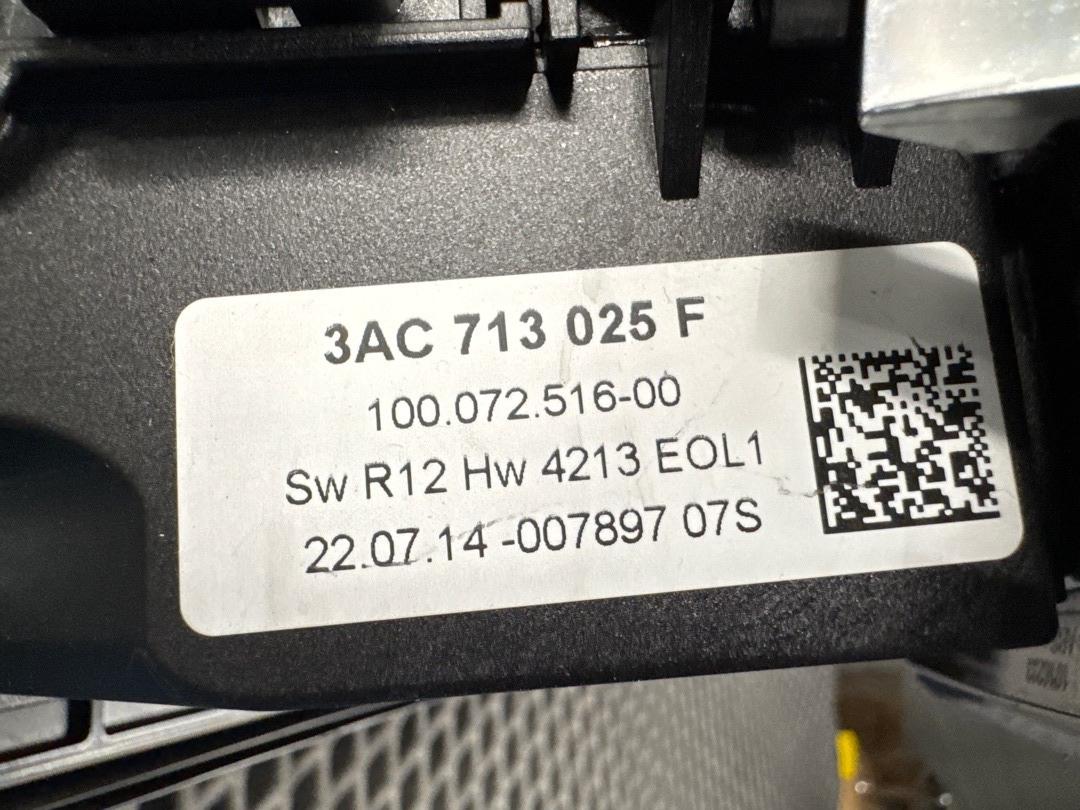 3AC 713 025 F
100.072.516-00
Sw R12 Hw 4213 EOL1
22.07.14 -007897 07S